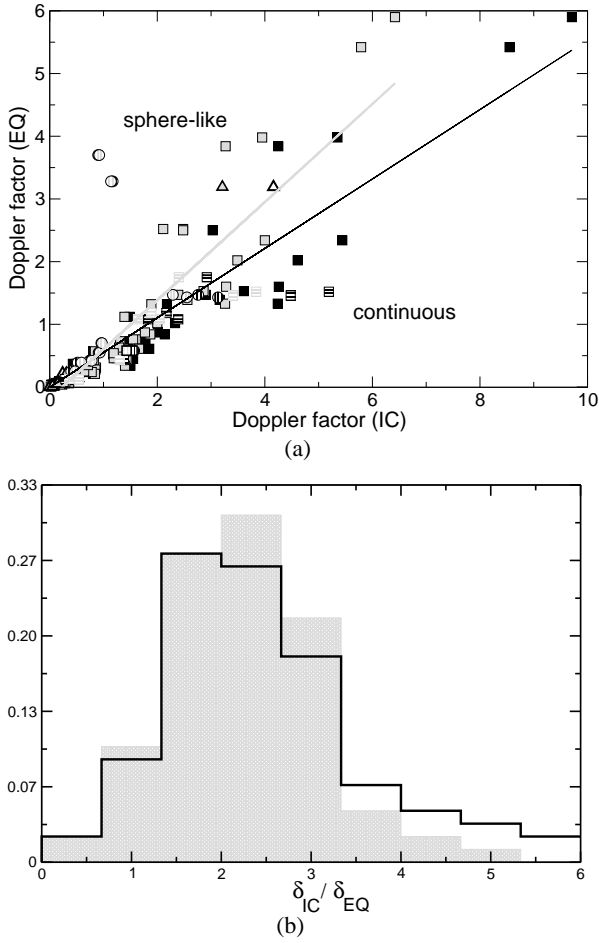 6
5
sphere-like
4
Doppler factor (EQ)
3
2
continuous
1
0
0 2 4 6 8 10
Doppler factor (IC)
(a)
0.33
0.27
0.20
0.13
0.07
0
0 1 2 3 4 5 6
δIC/ δEQ
(b)